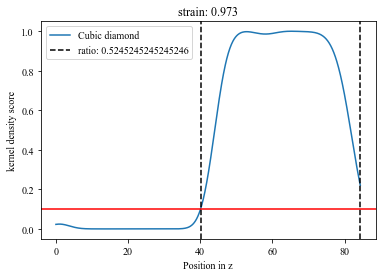 strain: 0.973
Cubic diamond
ratio: 0.5245245245245246
kernel density score
1.0
0.8
0.6
0.4
0.2
0.0
0 20 40 60 80
Position in z